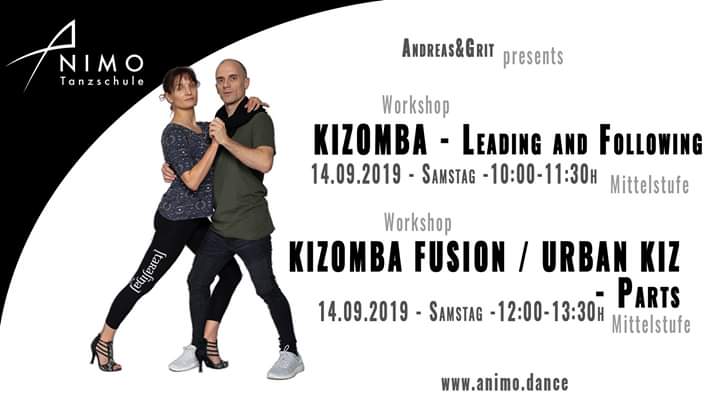 ANIMO
Tanzschule
Andreas&Grit presents
Workshop
KIZOMBA - Leading and Following
14.09.2019 - Samstag -10:00-11:30h Mittelstufe
Workshop
KIZOMBA FUSION / URBAN KIZ
- Parts
14.09.2019 - Samstag -12:00-13:30h Mittelstufe
[taʀalinja]
www.animo.dance